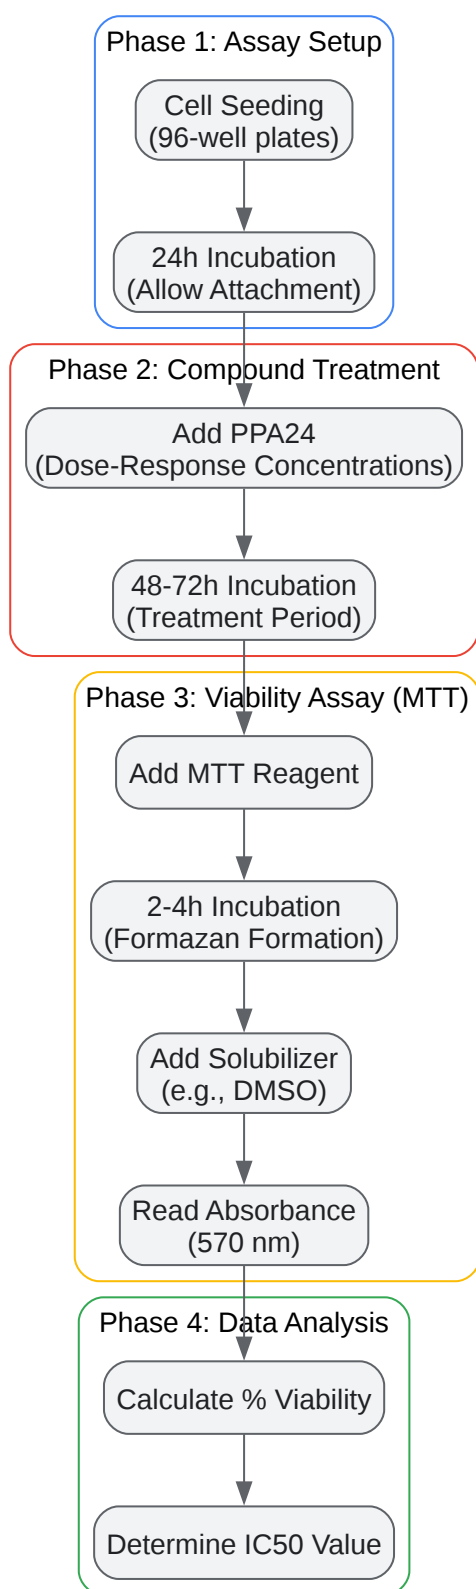 Phase 1: Assay Setup
Cell Seeding
(96-well plates)
24h Incubation
(Allow Attachment)
Phase 2: Compound Treatment
Add PPA24
(Dose-Response Concentrations)
48-72h Incubation
(Treatment Period)
Phase 3: Viability Assay (MTT)
Add MTT Reagent
2-4h Incubation
(Formazan Formation)
Add Solubilizer
(e.g., DMSO)
Read Absorbance
(570 nm)
Phase 4: Data Analysis
Calculate % Viability
Determine IC50 Value